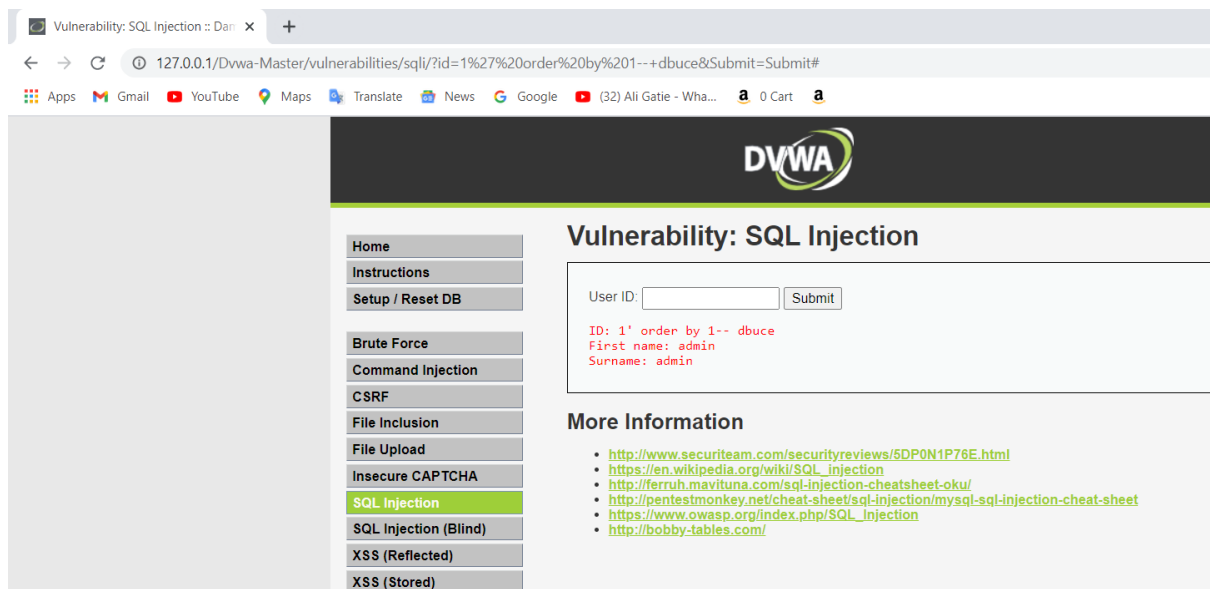 Vulnerability: SQL Injection :: Dam
127.0.0.1/Dvwa-Master/vulnerabilities/sqli/?id=1%27%20order%20by%201--+dbuce&Submit=Submit#
Apps Gmail YouTube Maps Translate News Google (32) Ali Gatie - Wha... 0 Cart
DVWA
Home
Instructions
Setup / Reset DB
Brute Force
Command Injection
CSRF
File Inclusion
File Upload
Insecure CAPTCHA
SQL Injection
SQL Injection (Blind)
XSS (Reflected)
XSS (Stored)
Vulnerability: SQL Injection
User ID: Submit
ID: 1' order by 1-- dbuce
First name: admin
Surname: admin
More Information
http://www.securiteam.com/securityreviews/5DP0N1P76E.html
https://en.wikipedia.org/wiki/SQL_injection
http://ferruh.mavituna.com/sql-injection-cheatsheet-oku/
http://pentestmonkey.net/cheat-sheet/sql-injection/mysql-sql-injection-cheat-sheet
https://www.owasp.org/index.php/SQL_Injection
http://bobby-tables.com/